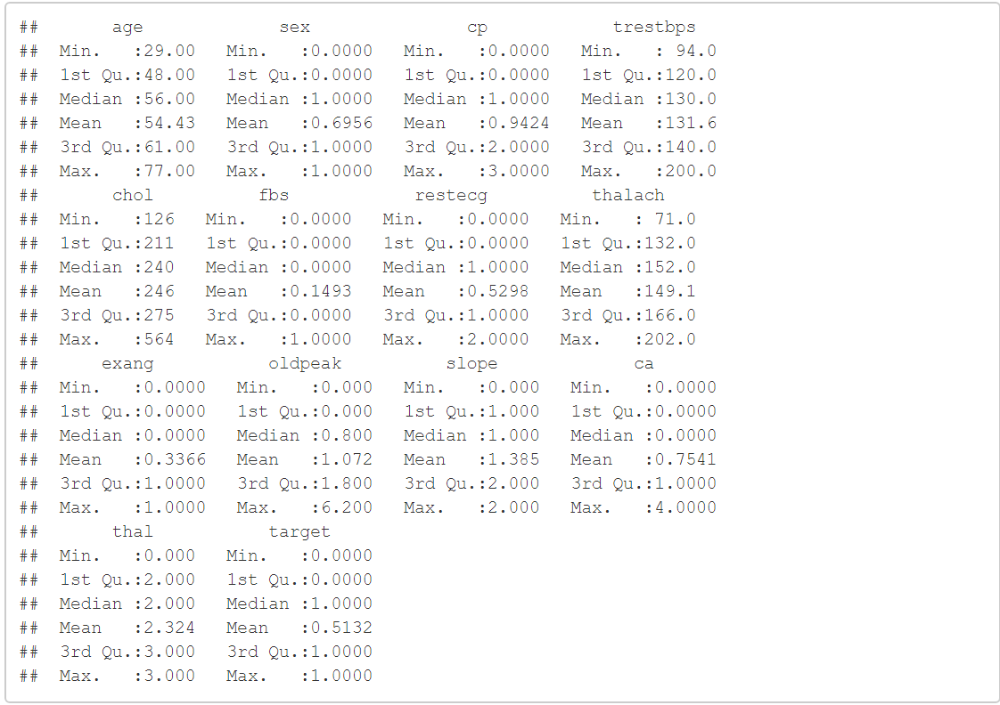 ##       age             sex               cp            trestbps
##  Min.   :29.00   Min.   :0.0000   Min.   :0.0000   Min.   : 94.0
##  1st Qu.:48.00   1st Qu.:0.0000   1st Qu.:0.0000   1st Qu.:120.0
##  Median :56.00   Median :1.0000   Median :1.0000   Median :130.0
##  Mean   :54.43   Mean   :0.6956   Mean   :0.9424   Mean   :131.6
##  3rd Qu.:61.00   3rd Qu.:1.0000   3rd Qu.:2.0000   3rd Qu.:140.0
##  Max.   :77.00   Max.   :1.0000   Max.   :3.0000   Max.   :200.0
##       chol          fbs            restecg          thalach
##  Min.   :126   Min.   :0.0000   Min.   :0.0000   Min.   : 71.0
##  1st Qu.:211   1st Qu.:0.0000   1st Qu.:0.0000   1st Qu.:132.0
##  Median :240   Median :0.0000   Median :1.0000   Median :152.0
##  Mean   :246   Mean   :0.1493   Mean   :0.5298   Mean   :149.1
##  3rd Qu.:275   3rd Qu.:0.0000   3rd Qu.:1.0000   3rd Qu.:166.0
##  Max.   :564   Max.   :1.0000   Max.   :2.0000   Max.   :202.0
##      exang           oldpeak          slope             ca
##  Min.   :0.0000   Min.   :0.000   Min.   :0.000   Min.   :0.0000
##  1st Qu.:0.0000   1st Qu.:0.000   1st Qu.:1.000   1st Qu.:0.0000
##  Median :0.0000   Median :0.800   Median :1.000   Median :0.0000
##  Mean   :0.3366   Mean   :1.072   Mean   :1.385   Mean   :0.7541
##  3rd Qu.:1.0000   3rd Qu.:1.800   3rd Qu.:2.000   3rd Qu.:1.0000
##  Max.   :1.0000   Max.   :6.200   Max.   :2.000   Max.   :4.0000
##       thal           target
##  Min.   :0.000   Min.   :0.0000
##  1st Qu.:2.000   1st Qu.:0.0000
##  Median :2.000   Median :1.0000
##  Mean   :2.324   Mean   :0.5132
##  3rd Qu.:3.000   3rd Qu.:1.0000
##  Max.   :3.000   Max.   :1.0000